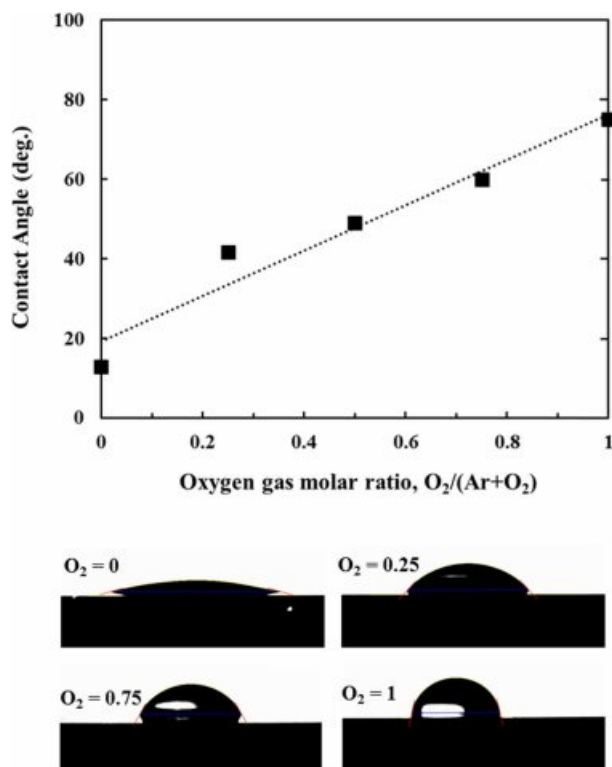 100
80
60
40
20
0
Contact Angle (deg.)
0 0.2 0.4 0.6 0.8 1
Oxygen gas molar ratio, O₂/(Ar+O₂)
O₂ = 0
O₂ = 0.25
O₂ = 0.75
O₂ = 1